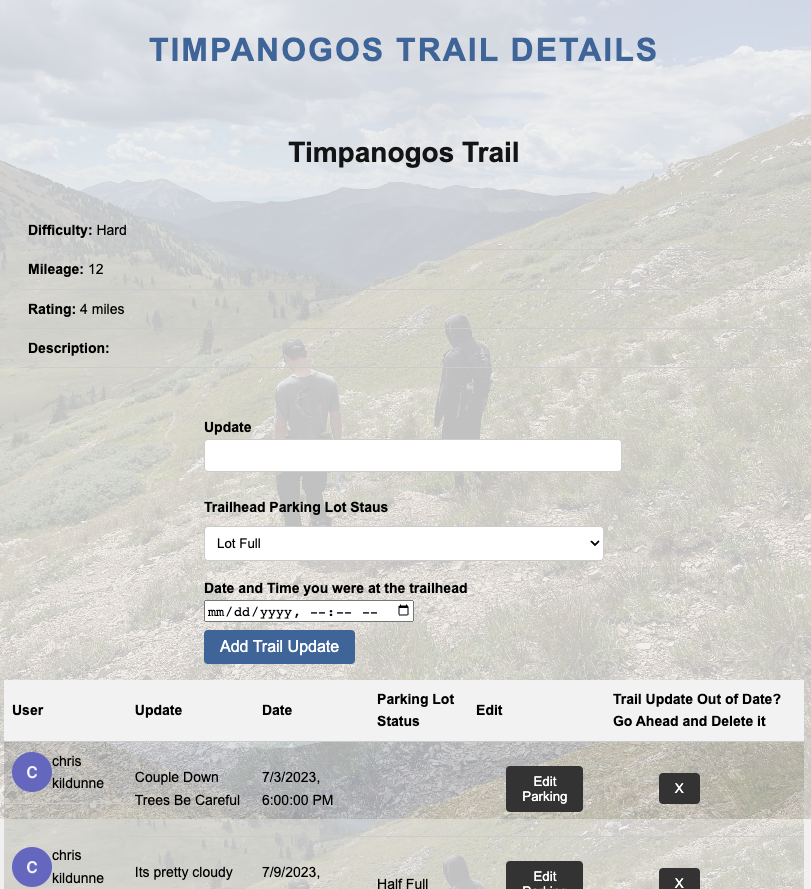 TIMPANOGOS TRAIL DETAILS
Timpanogos Trail
Difficulty: Hard
Mileage: 12
Rating: 4 miles
Description:
Update
Trailhead Parking Lot Staus
Lot Full
Date and Time you were at the trailhead
mm/dd/yyyy, --:-- --
Add Trail Update
User Update Date Parking Lot Status Edit Trail Update Out of Date? Go Ahead and Delete it
C
chris
kildunne
Couple Down
Trees Be Careful
7/3/2023,
6:00:00 PM
Edit
Parking
X
C
chris
kildunne
Its pretty cloudy
7/9/2023,
Half Full
Edit
Parking
X